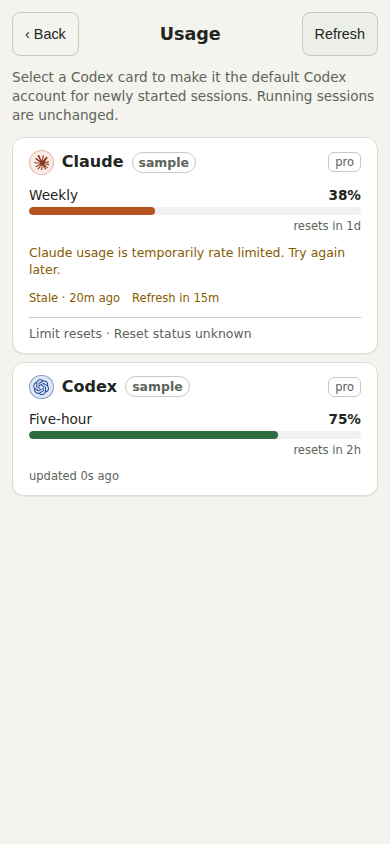 ‹ Back
Usage
Refresh
Select a Codex card to make it the default Codex
account for newly started sessions. Running sessions
are unchanged.
Claude sample pro
Weekly 38%
resets in 1d
Claude usage is temporarily rate limited. Try again
later.
Stale · 20m ago Refresh in 15m
Limit resets · Reset status unknown
Codex sample pro
Five-hour 75%
resets in 2h
updated 0s ago